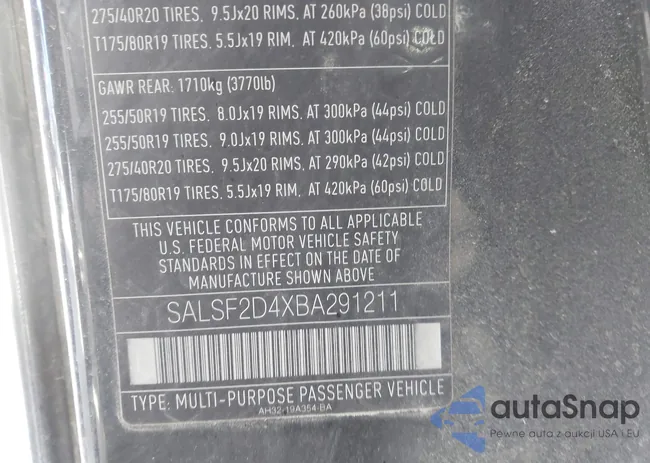 275/40R20 TIRES, 9.5Jx20 RIMS, AT 260kPa (38psi) COLD
T175/80R19 TIRES, 5.5Jx19 RIM, AT 420kPa (60psi) COLD
GAWR REAR: 1710kg (3770lb)
255/50R19 TIRES, 8.0Jx19 RIMS, AT 300kPa (44psi) COLD
255/50R19 TIRES, 9.0Jx19 RIMS, AT 300kPa (44psi) COLD
275/40R20 TIRES, 9.5Jx20 RIMS, AT 290kPa (42psi) COLD
T175/80R19 TIRES, 5.5Jx19 RIM, AT 420kPa (60psi) COLD
THIS VEHICLE CONFORMS TO ALL APPLICABLE
U.S. FEDERAL MOTOR VEHICLE SAFETY
STANDARDS IN EFFECT ON THE DATE OF
MANUFACTURE SHOWN ABOVE
SALSF2D4XBA291211
TYPE: MULTI-PURPOSE PASSENGER VEHICLE
AH32-19A354-BA
autaSnap
Pewne auta z aukcji USA i EU